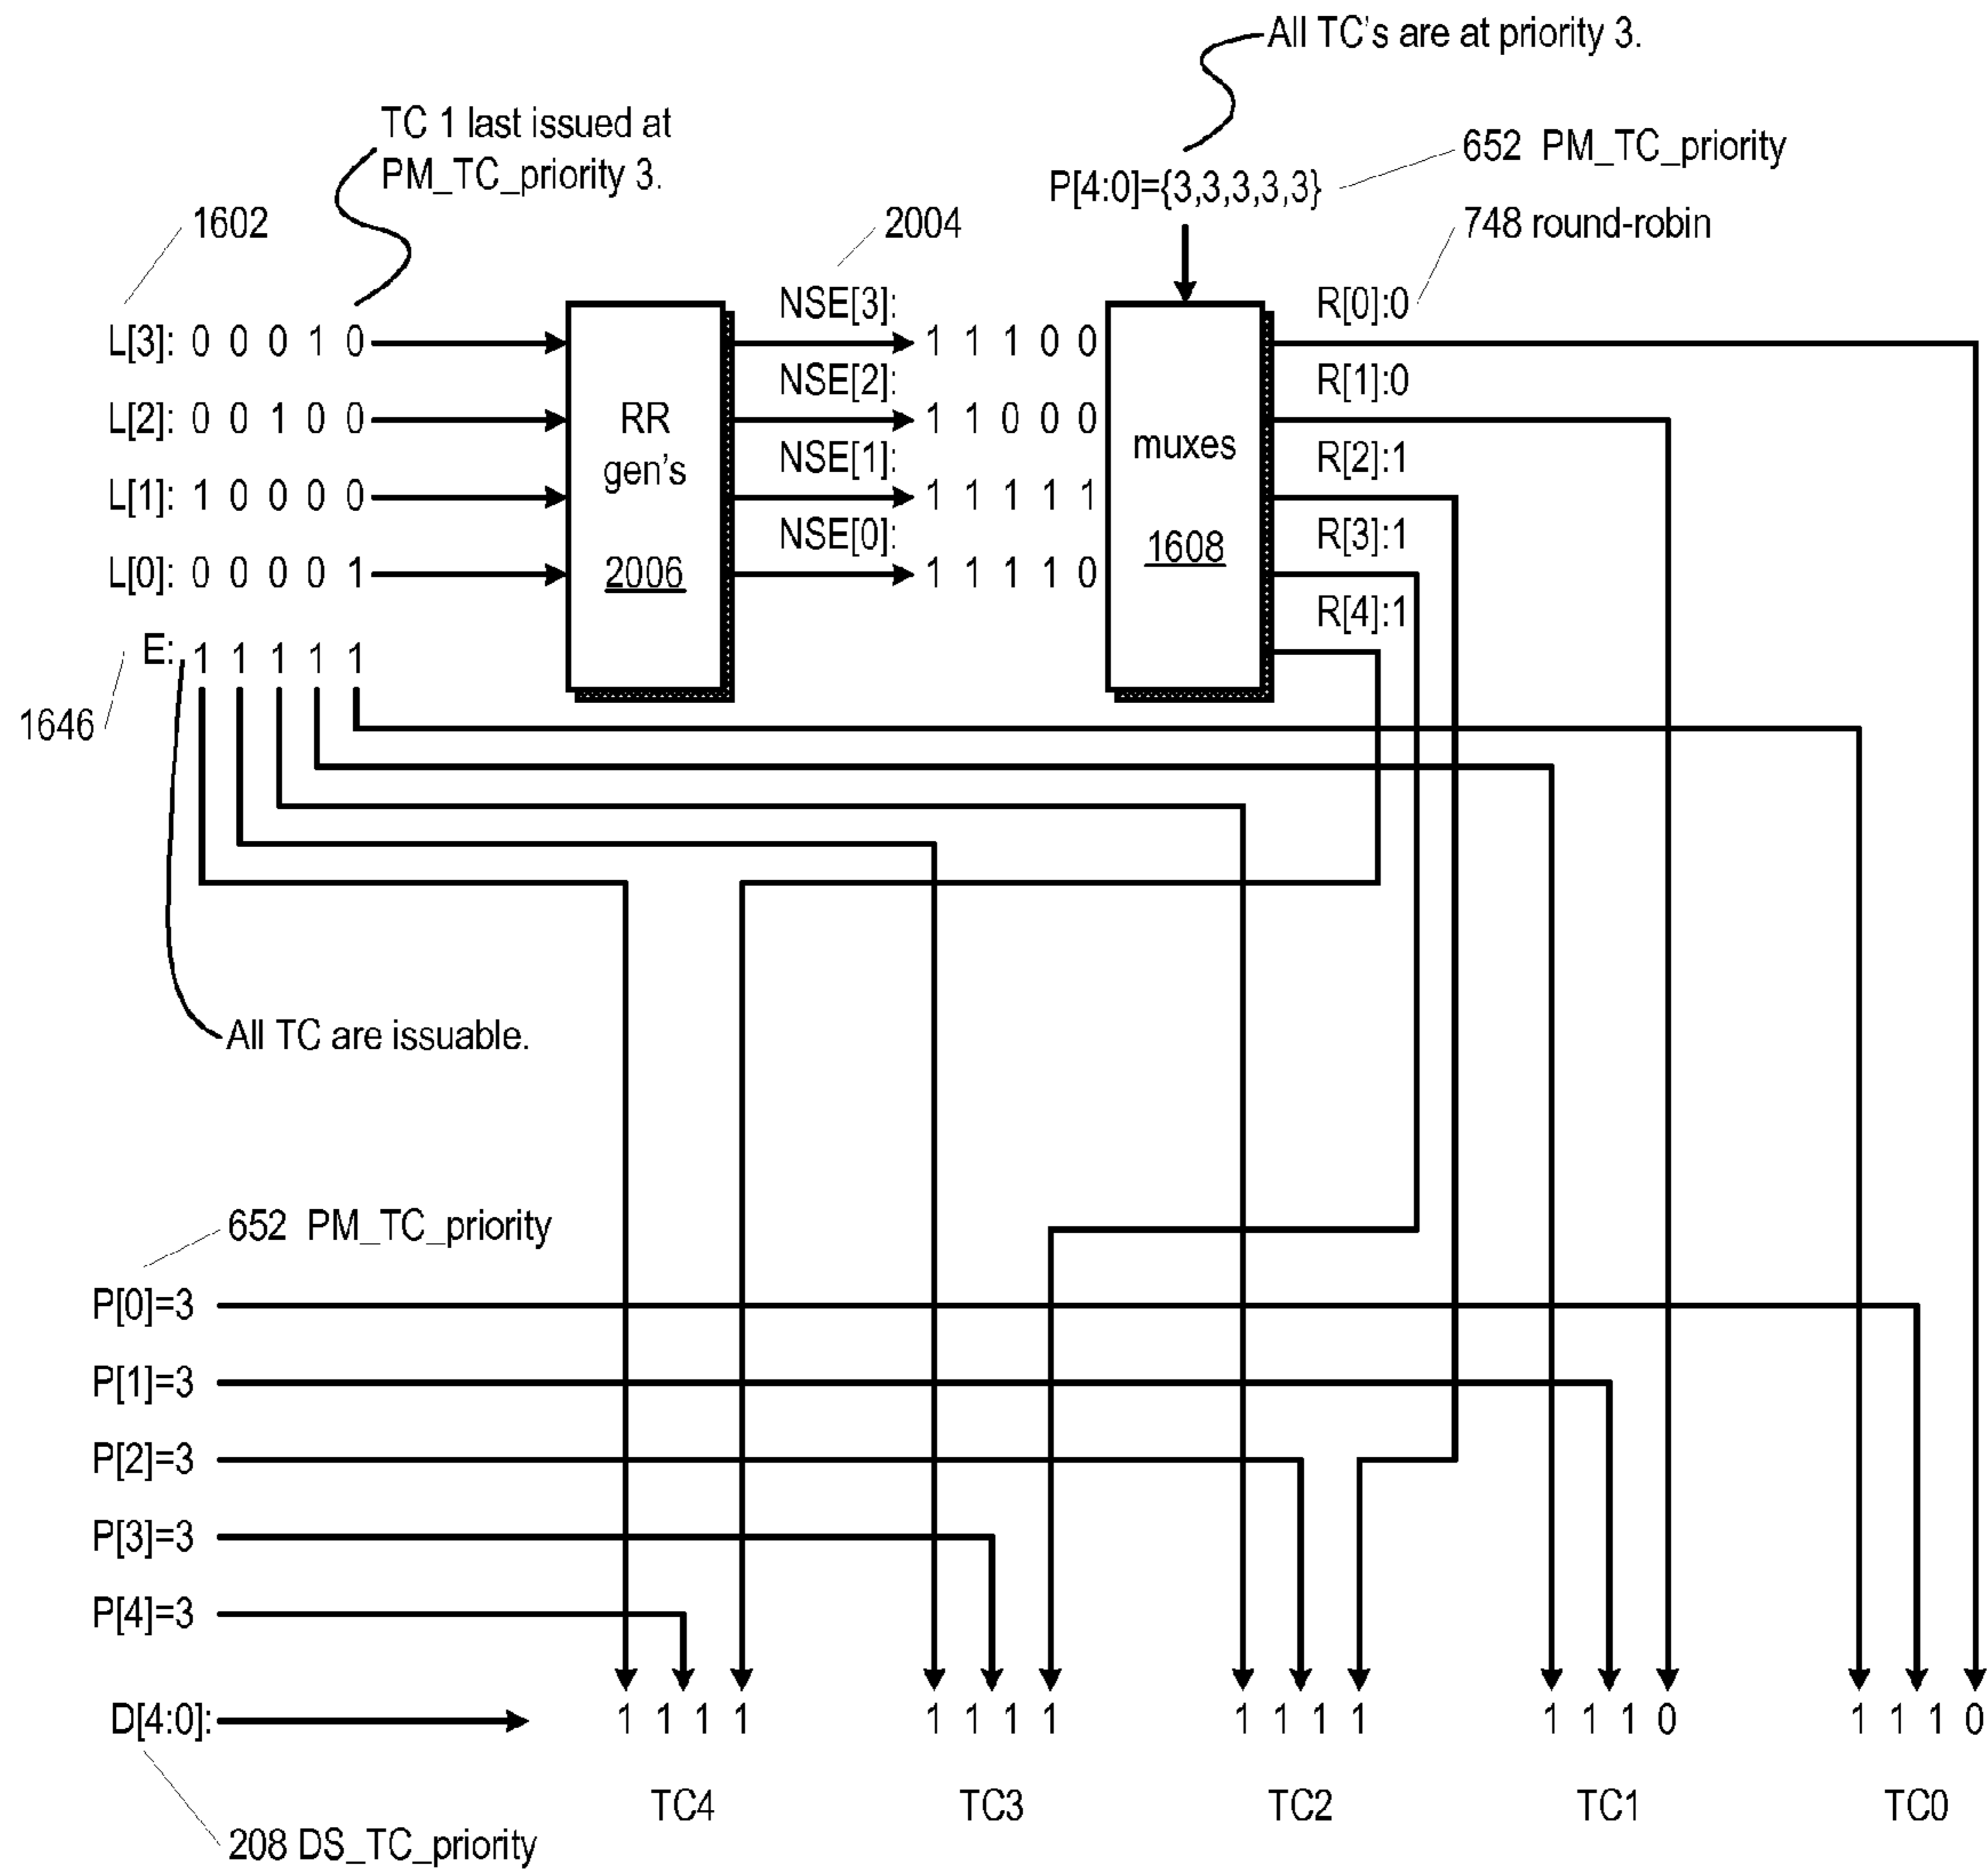 All TC's are at priority 3.
TC 1 last issued at
PM_TC_priority 3.
652 PM_TC_priority
P[4:0]={3,3,3,3,3}
1602
2004
748 round-robin
NSE[3]:
R[0]:0
L[3]: 0 0 0 1 0
1 1 1 0 0
NSE[2]:
R[1]:0
L[2]: 0 0 1 0 0
RR
1 1 0 0 0
muxes
gen's
NSE[1]:
R[2]:1
L[1]: 1 0 0 0 0
1 1 1 1 1
NSE[0]:
R[3]:1
1608
L[0]: 0 0 0 0 1
2006
1 1 1 1 0
R[4]:1
E: 1 1 1 1 1
1646
All TC are issuable.
652 PM_TC_priority
P[0]=3
P[1]=3
P[2]=3
P[3]=3
P[4]=3
D[4:0]: 1 1 1 1 1 1 1 1 1 1 1 1 1 1 1 0 1 1 1 0
TC4 TC3 TC2 TC1 TC0
208 DS_TC_priority